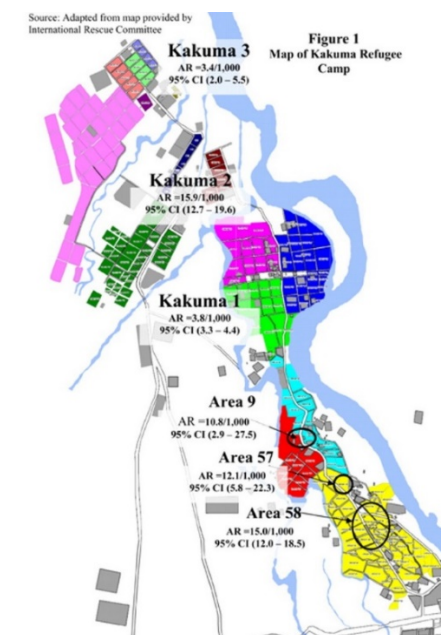 Source: Adapted from map provided by
International Rescue Committee
Figure 1
Map of Kakuma Refugee
Camp
Kakuma 3
AR =3.4/1,000
95% CI (2.0 – 5.5)
Kakuma 2
AR =15.9/1,000
95% CI (12.7 – 19.6)
Kakuma 1
AR =3.8/1,000
95% CI (3.3 – 4.4)
Area 9
AR =10.8/1,000
95% CI (2.9 – 27.5)
Area 57
AR =12.1/1,000
95% CI (5.8 – 22.3)
Area 58
AR =15.0/1,000
95% CI (12.0 – 18.5)